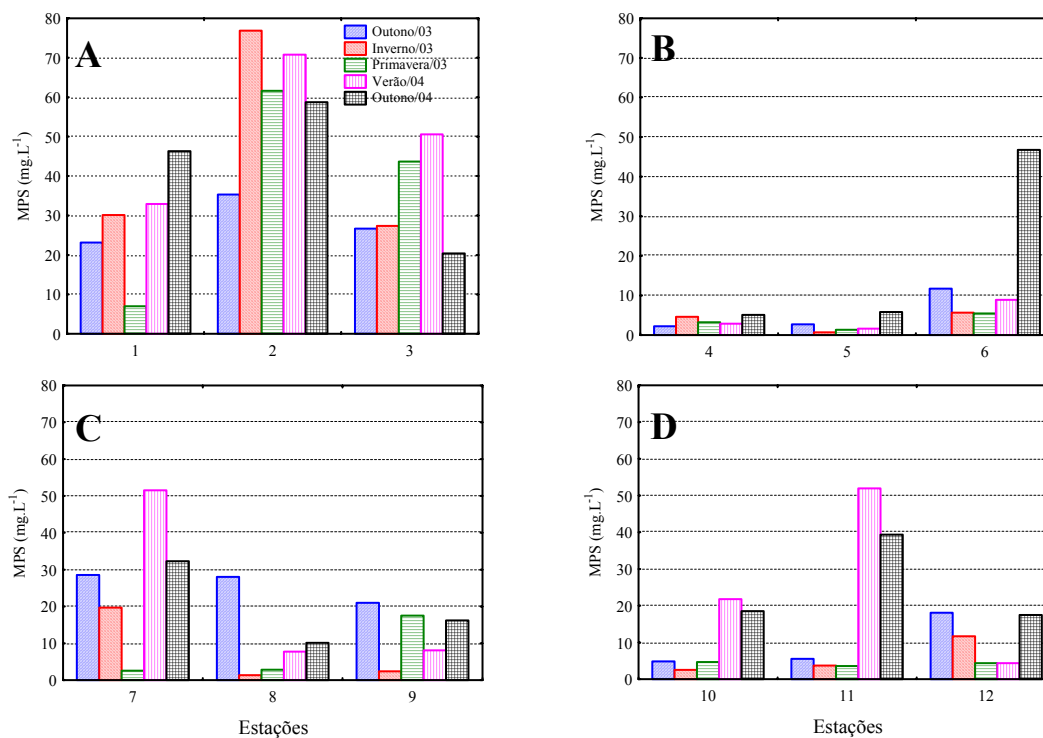 A
MPS (mg.L⁻¹)
80
70
60
50
40
30
20
10
0
Outono/03
Inverno/03
Primavera/03
Verão/04
Outono/04
1 2 3
B
MPS (mg.L⁻¹)
80
70
60
50
40
30
20
10
0
4 5 6
C
MPS (mg.L⁻¹)
80
70
60
50
40
30
20
10
0
7 8 9
Estações
D
MPS (mg.L⁻¹)
80
70
60
50
40
30
20
10
0
10 11 12
Estações